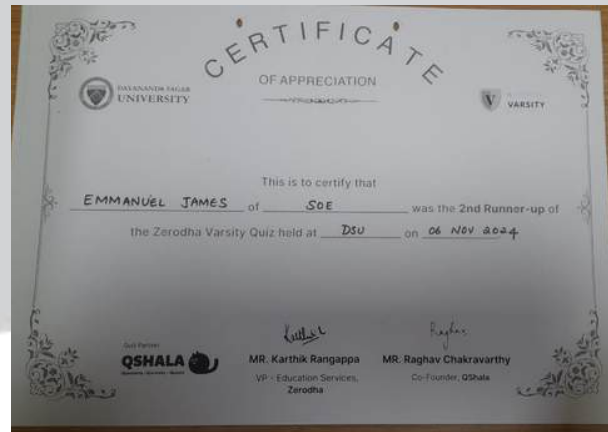 CERTIFICATE
OF APPRECIATION
DAYANANDA SAGAR
UNIVERSITY
V
VARSITY
This is to certify that
EMMANUEL JAMES of SOE was the 2nd Runner-up of
the Zerodha Varsity Quiz held at DSU on 06 NOV 2024
Quiz Partner
QSHALA
MR. Karthik Rangappa
VP - Education Services,
Zerodha
MR. Raghav Chakravarthy
Co-Founder, QShala